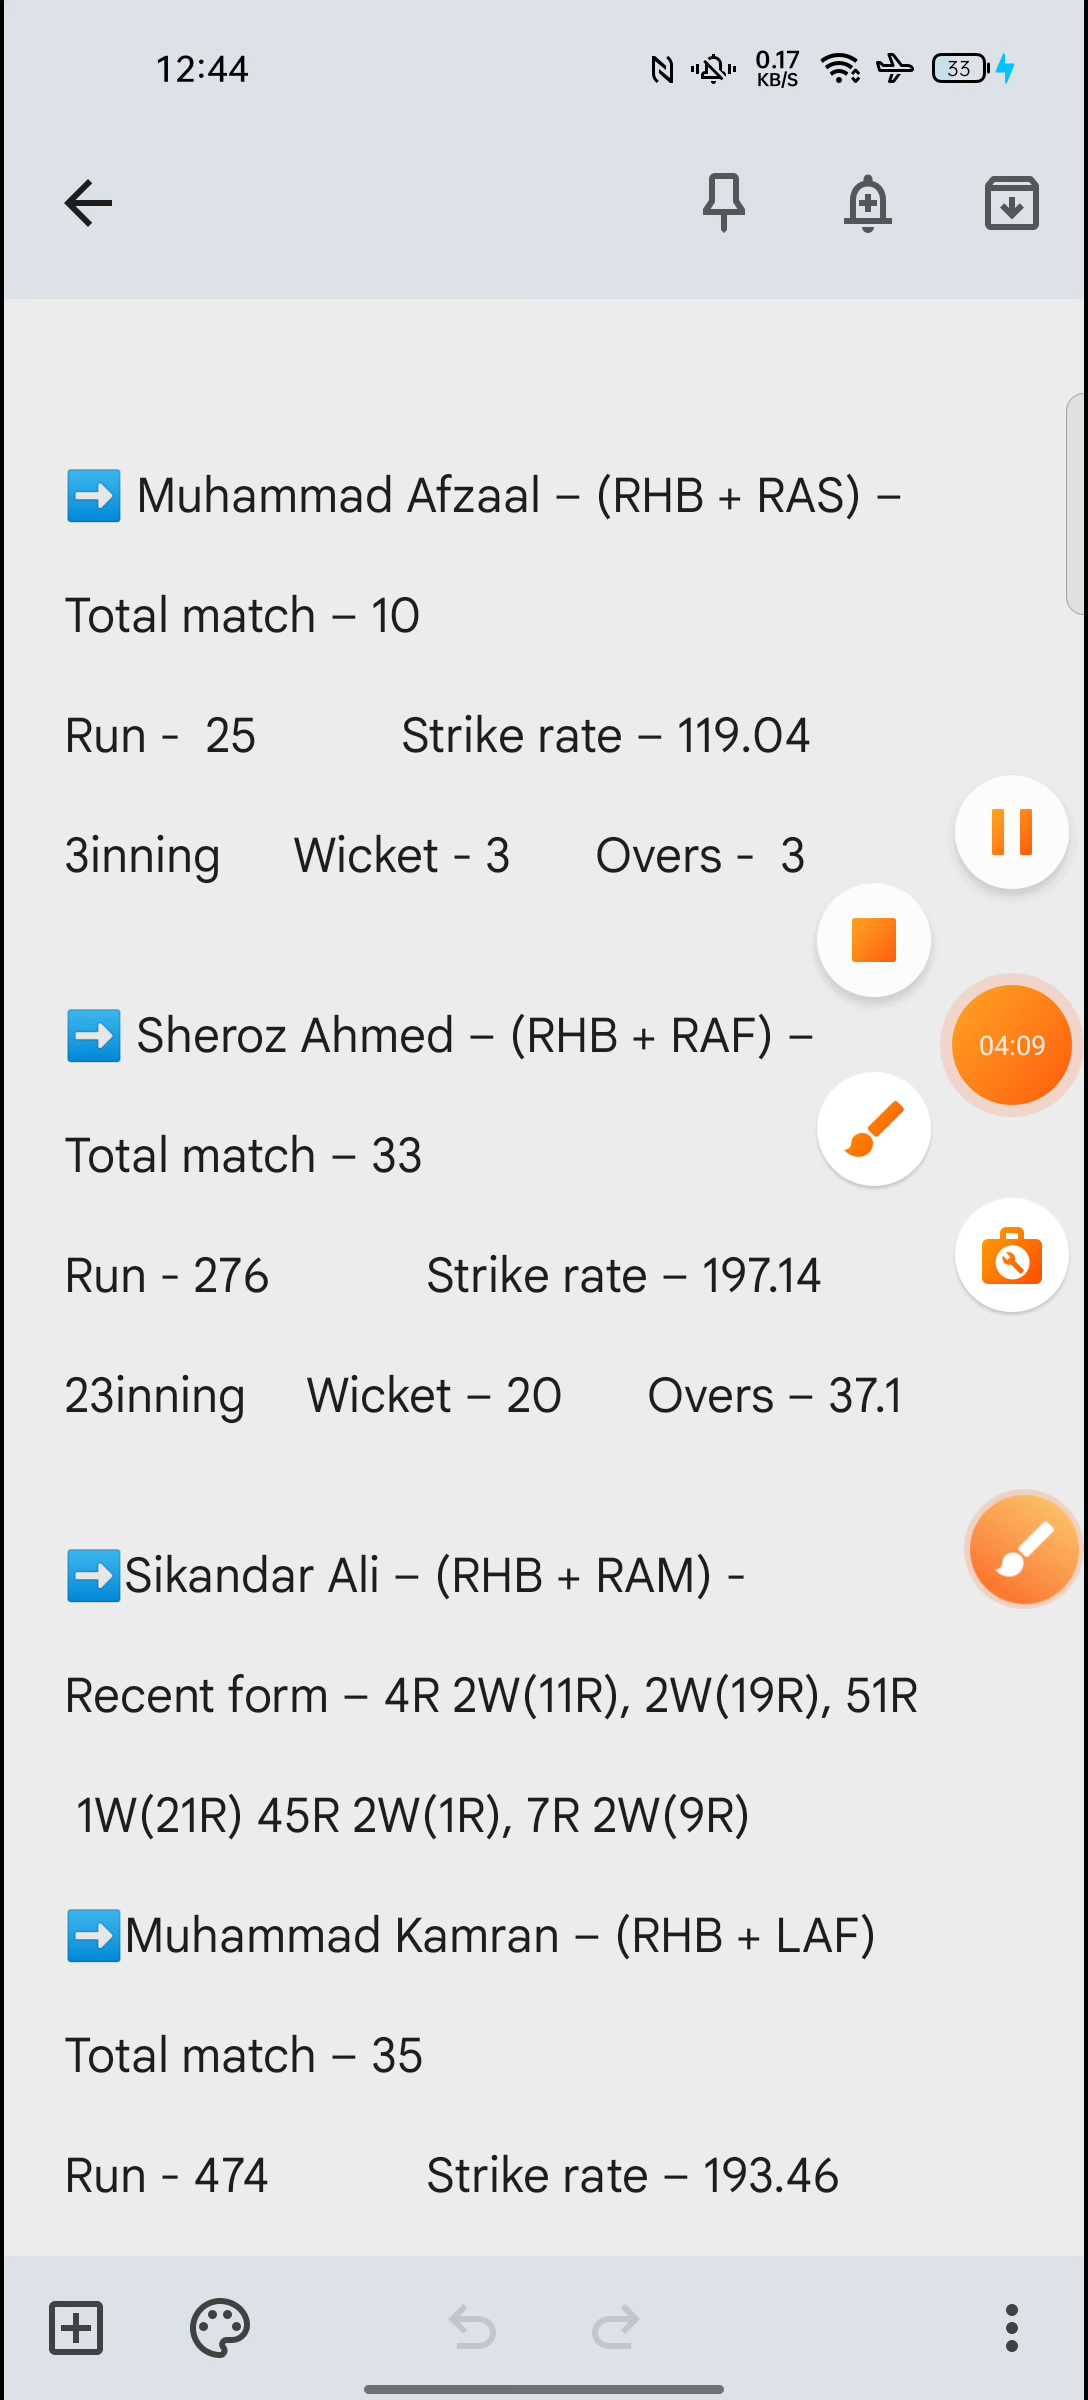 12:44
0.17
KB/S
33
➡️ Muhammad Afzaal – (RHB + RAS) –
Total match – 10
Run - 25 Strike rate – 119.04
3inning Wicket - 3 Overs - 3
➡️ Sheroz Ahmed – (RHB + RAF) –
04:09
Total match – 33
Run - 276 Strike rate – 197.14
23inning Wicket – 20 Overs – 37.1
➡️Sikandar Ali – (RHB + RAM) -
Recent form – 4R 2W(11R), 2W(19R), 51R
1W(21R) 45R 2W(1R), 7R 2W(9R)
➡️Muhammad Kamran – (RHB + LAF)
Total match – 35
Run - 474 Strike rate – 193.46